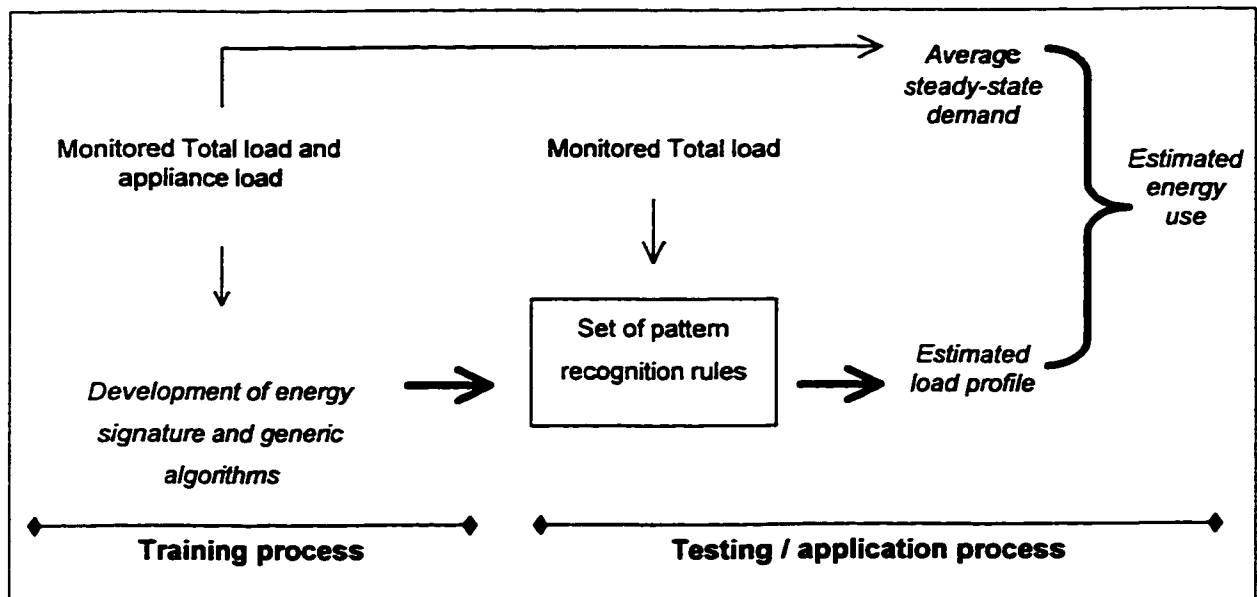 Average
steady-state
demand
Monitored Total load and
appliance load
Monitored Total load
Estimated
energy
use
Set of pattern
recognition rules
Estimated
load profile
Development of energy
signature and generic
algorithms
Training process
Testing / application process